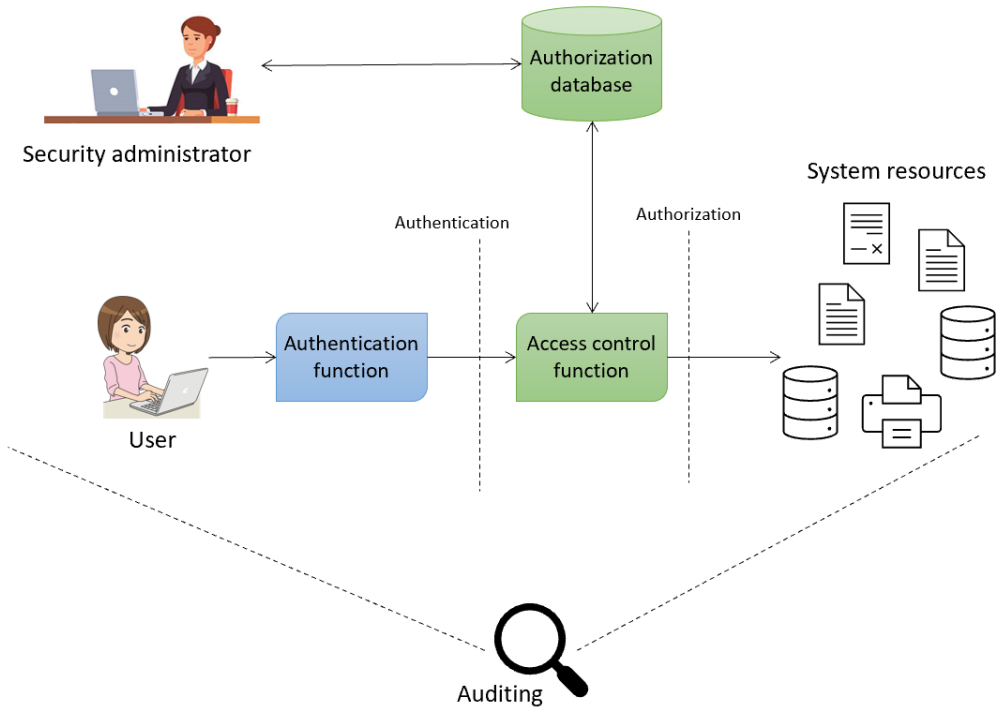 Authorization
database
Security administrator
System resources
Authentication
Authorization
Authentication
function
Access control
function
User
Auditing